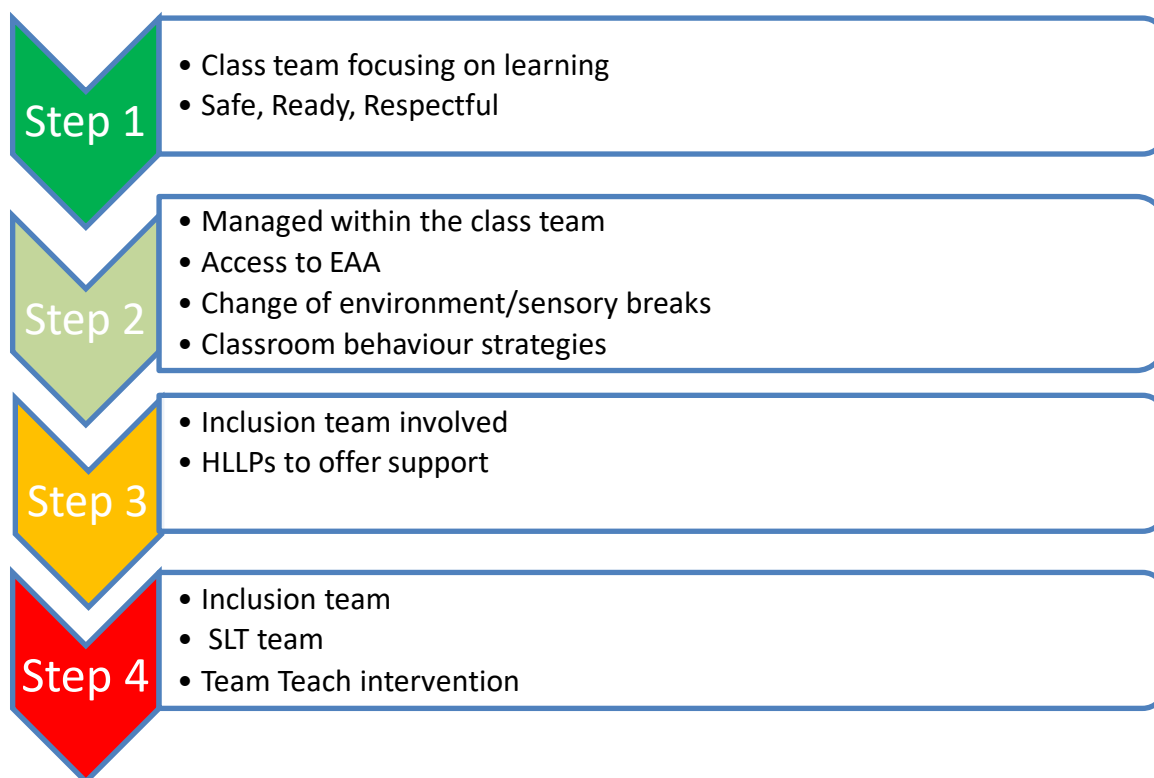 Step 1
• Class team focusing on learning
• Safe, Ready, Respectful
Step 2
• Managed within the class team
• Access to EAA
• Change of environment/sensory breaks
• Classroom behaviour strategies
Step 3
• Inclusion team involved
• HLLPs to offer support
Step 4
• Inclusion team
• SLT team
• Team Teach intervention